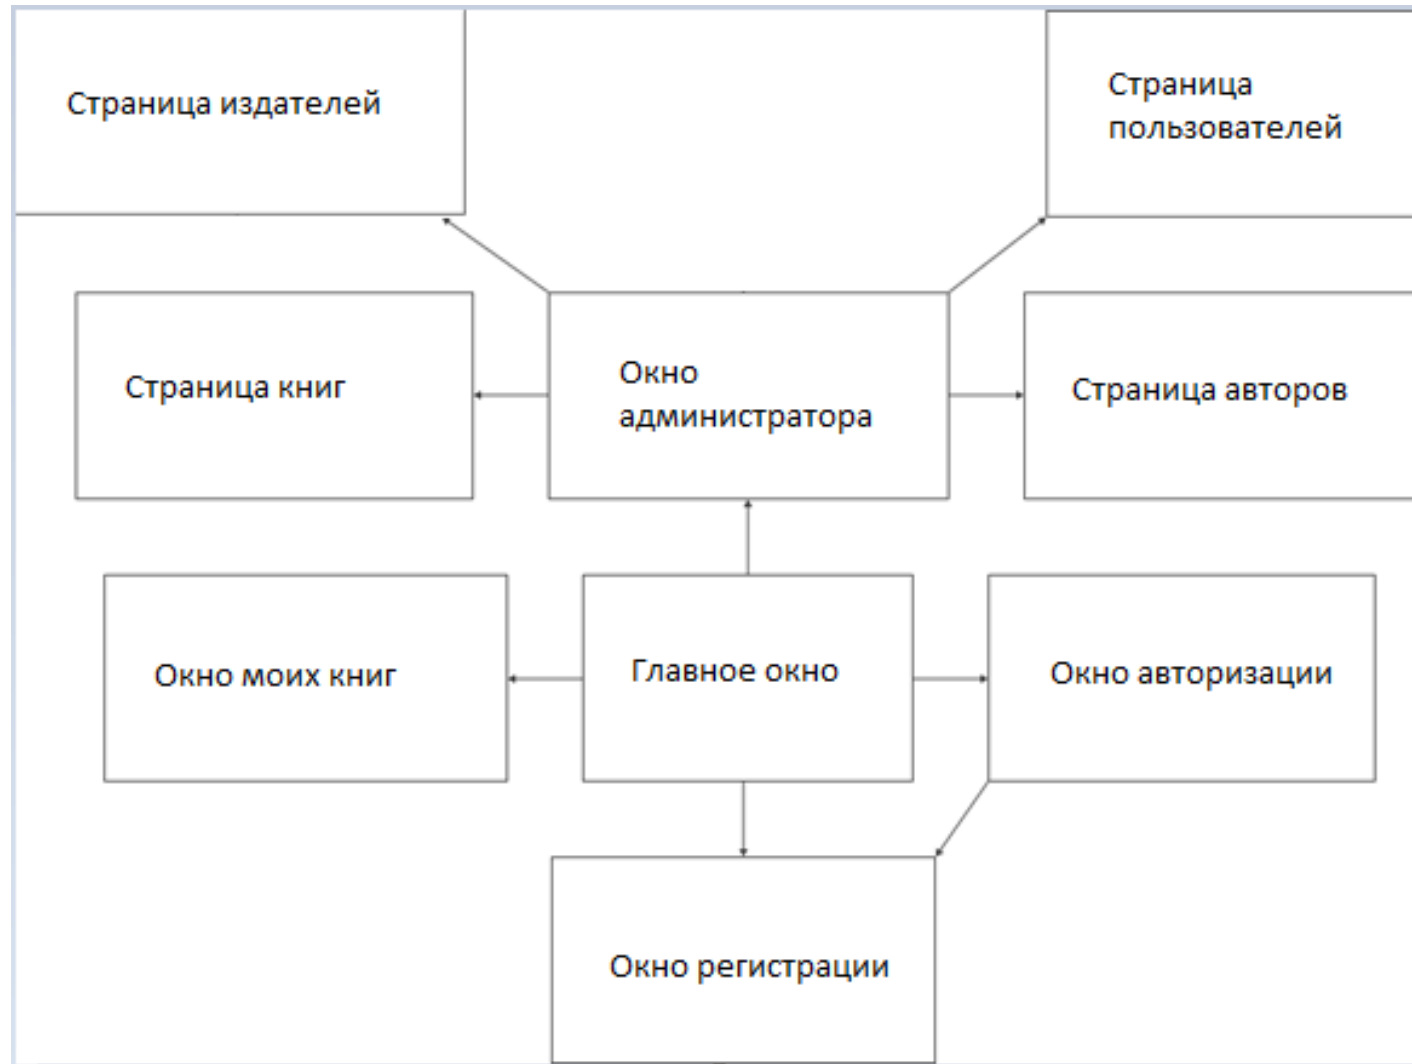 Страница издателей
Страница
пользователей
Страница книг
Окно
администратора
Страница авторов
Окно моих книг
Главное окно
Окно авторизации
Окно регистрации